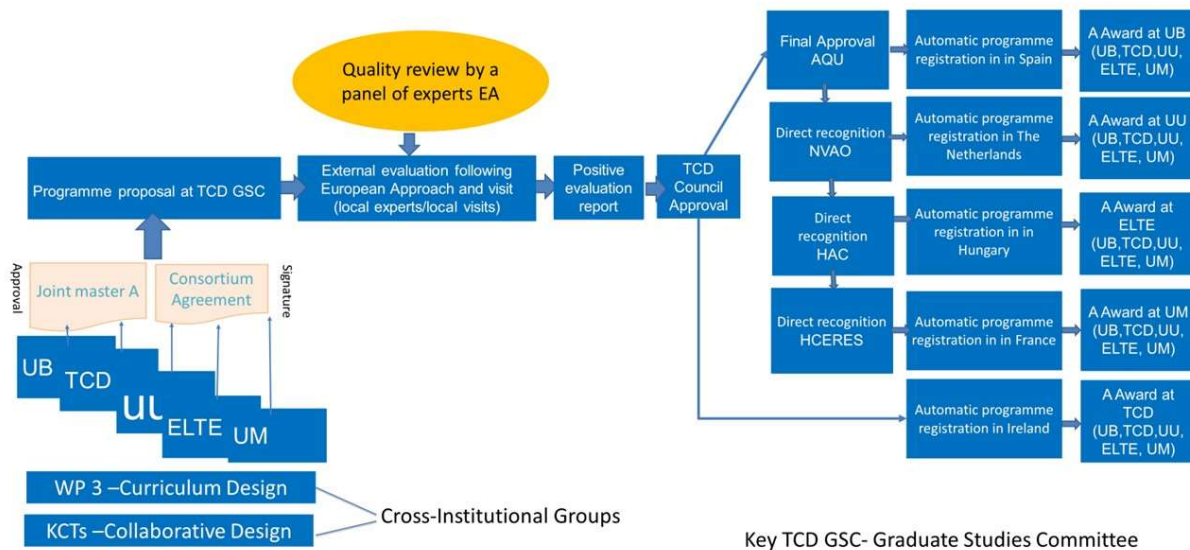 Quality review by a
panel of experts EA
Programme proposal at TCD GSC
External evaluation following
European Approach and visit
(local experts/local visits)
Positive
evaluation
report
TCD
Council
Approval
Final Approval
AQU
Automatic programme
registration in in Spain
A Award at UB
(UB,TCD,UU,
ELTE, UM)
Direct recognition
NVAO
Automatic programme
registration in The
Netherlands
A Award at UU
(UB,TCD,UU,
ELTE, UM)
Direct
recognition
HAC
Automatic programme
registration in in
Hungary
A Award at
ELTE
(UB,TCD,UU,
ELTE, UM)
Direct recognition
HCERES
Automatic programme
registration in in France
A Award at UM
(UB,TCD,UU,
ELTE, UM)
Automatic programme
registration in Ireland
A Award at
TCD
(UB,TCD,UU,
ELTE, UM)
Approval
Joint master A
Consortium
Agreement
Signature
UB
TCD
UU
ELTE
UM
WP 3 –Curriculum Design
KCTs –Collaborative Design
Cross-Institutional Groups
Key TCD GSC- Graduate Studies Committee